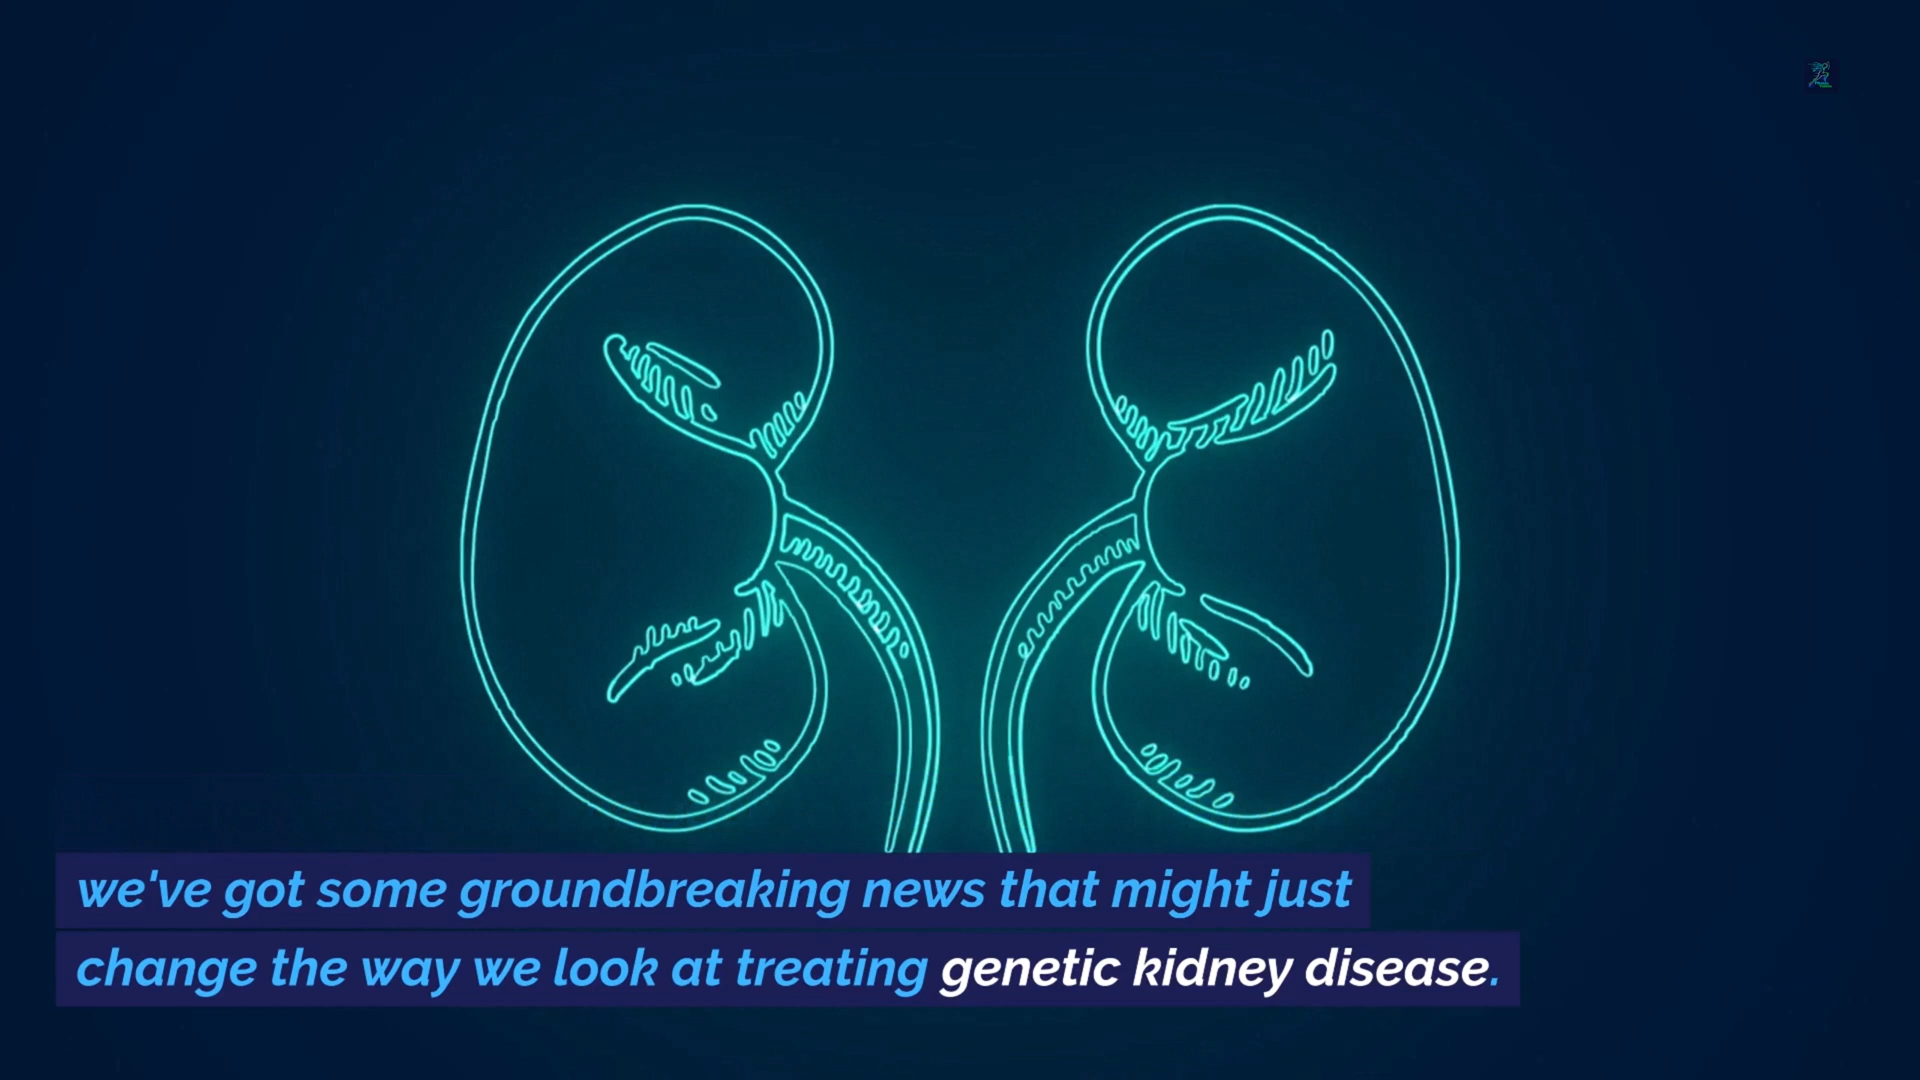 we've got some groundbreaking news that might just
change the way we look at treating genetic kidney disease.